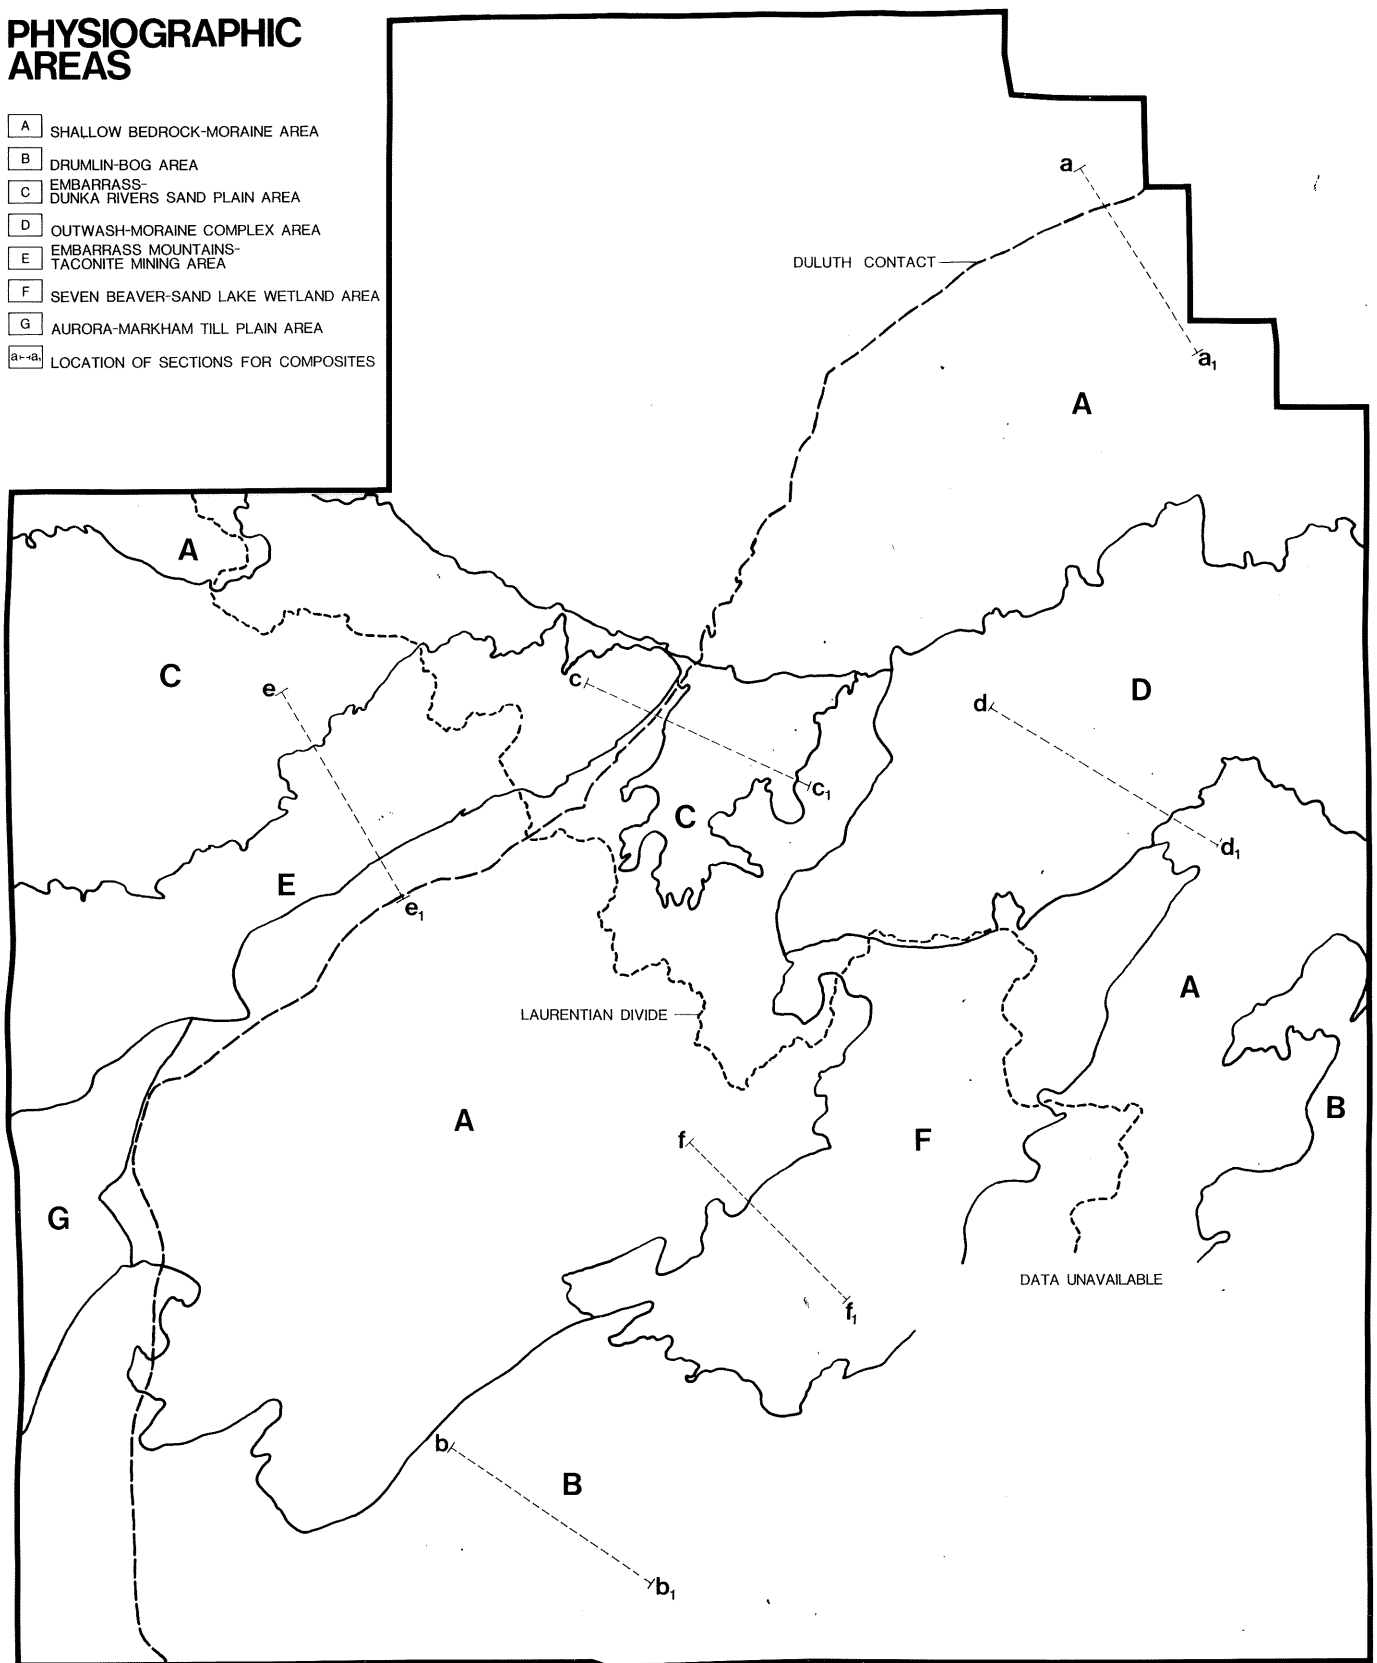 PHYSIOGRAPHIC
AREAS
A SHALLOW BEDROCK-MORAINE AREA
B DRUMLIN-BOG AREA
C EMBARRASS-
DUNKA RIVERS SAND PLAIN AREA
D OUTWASH-MORAINE COMPLEX AREA
E EMBARRASS MOUNTAINS-
TACONITE MINING AREA
F SEVEN BEAVER-SAND LAKE WETLAND AREA
G AURORA-MARKHAM TILL PLAIN AREA
a⊢⊣a₁ LOCATION OF SECTIONS FOR COMPOSITES
a
DULUTH CONTACT
a₁
A
A
C
e
c
d
D
c₁
C
d₁
E
e₁
A
LAURENTIAN DIVIDE
A
f
F
B
G
DATA UNAVAILABLE
f₁
b
B
b₁